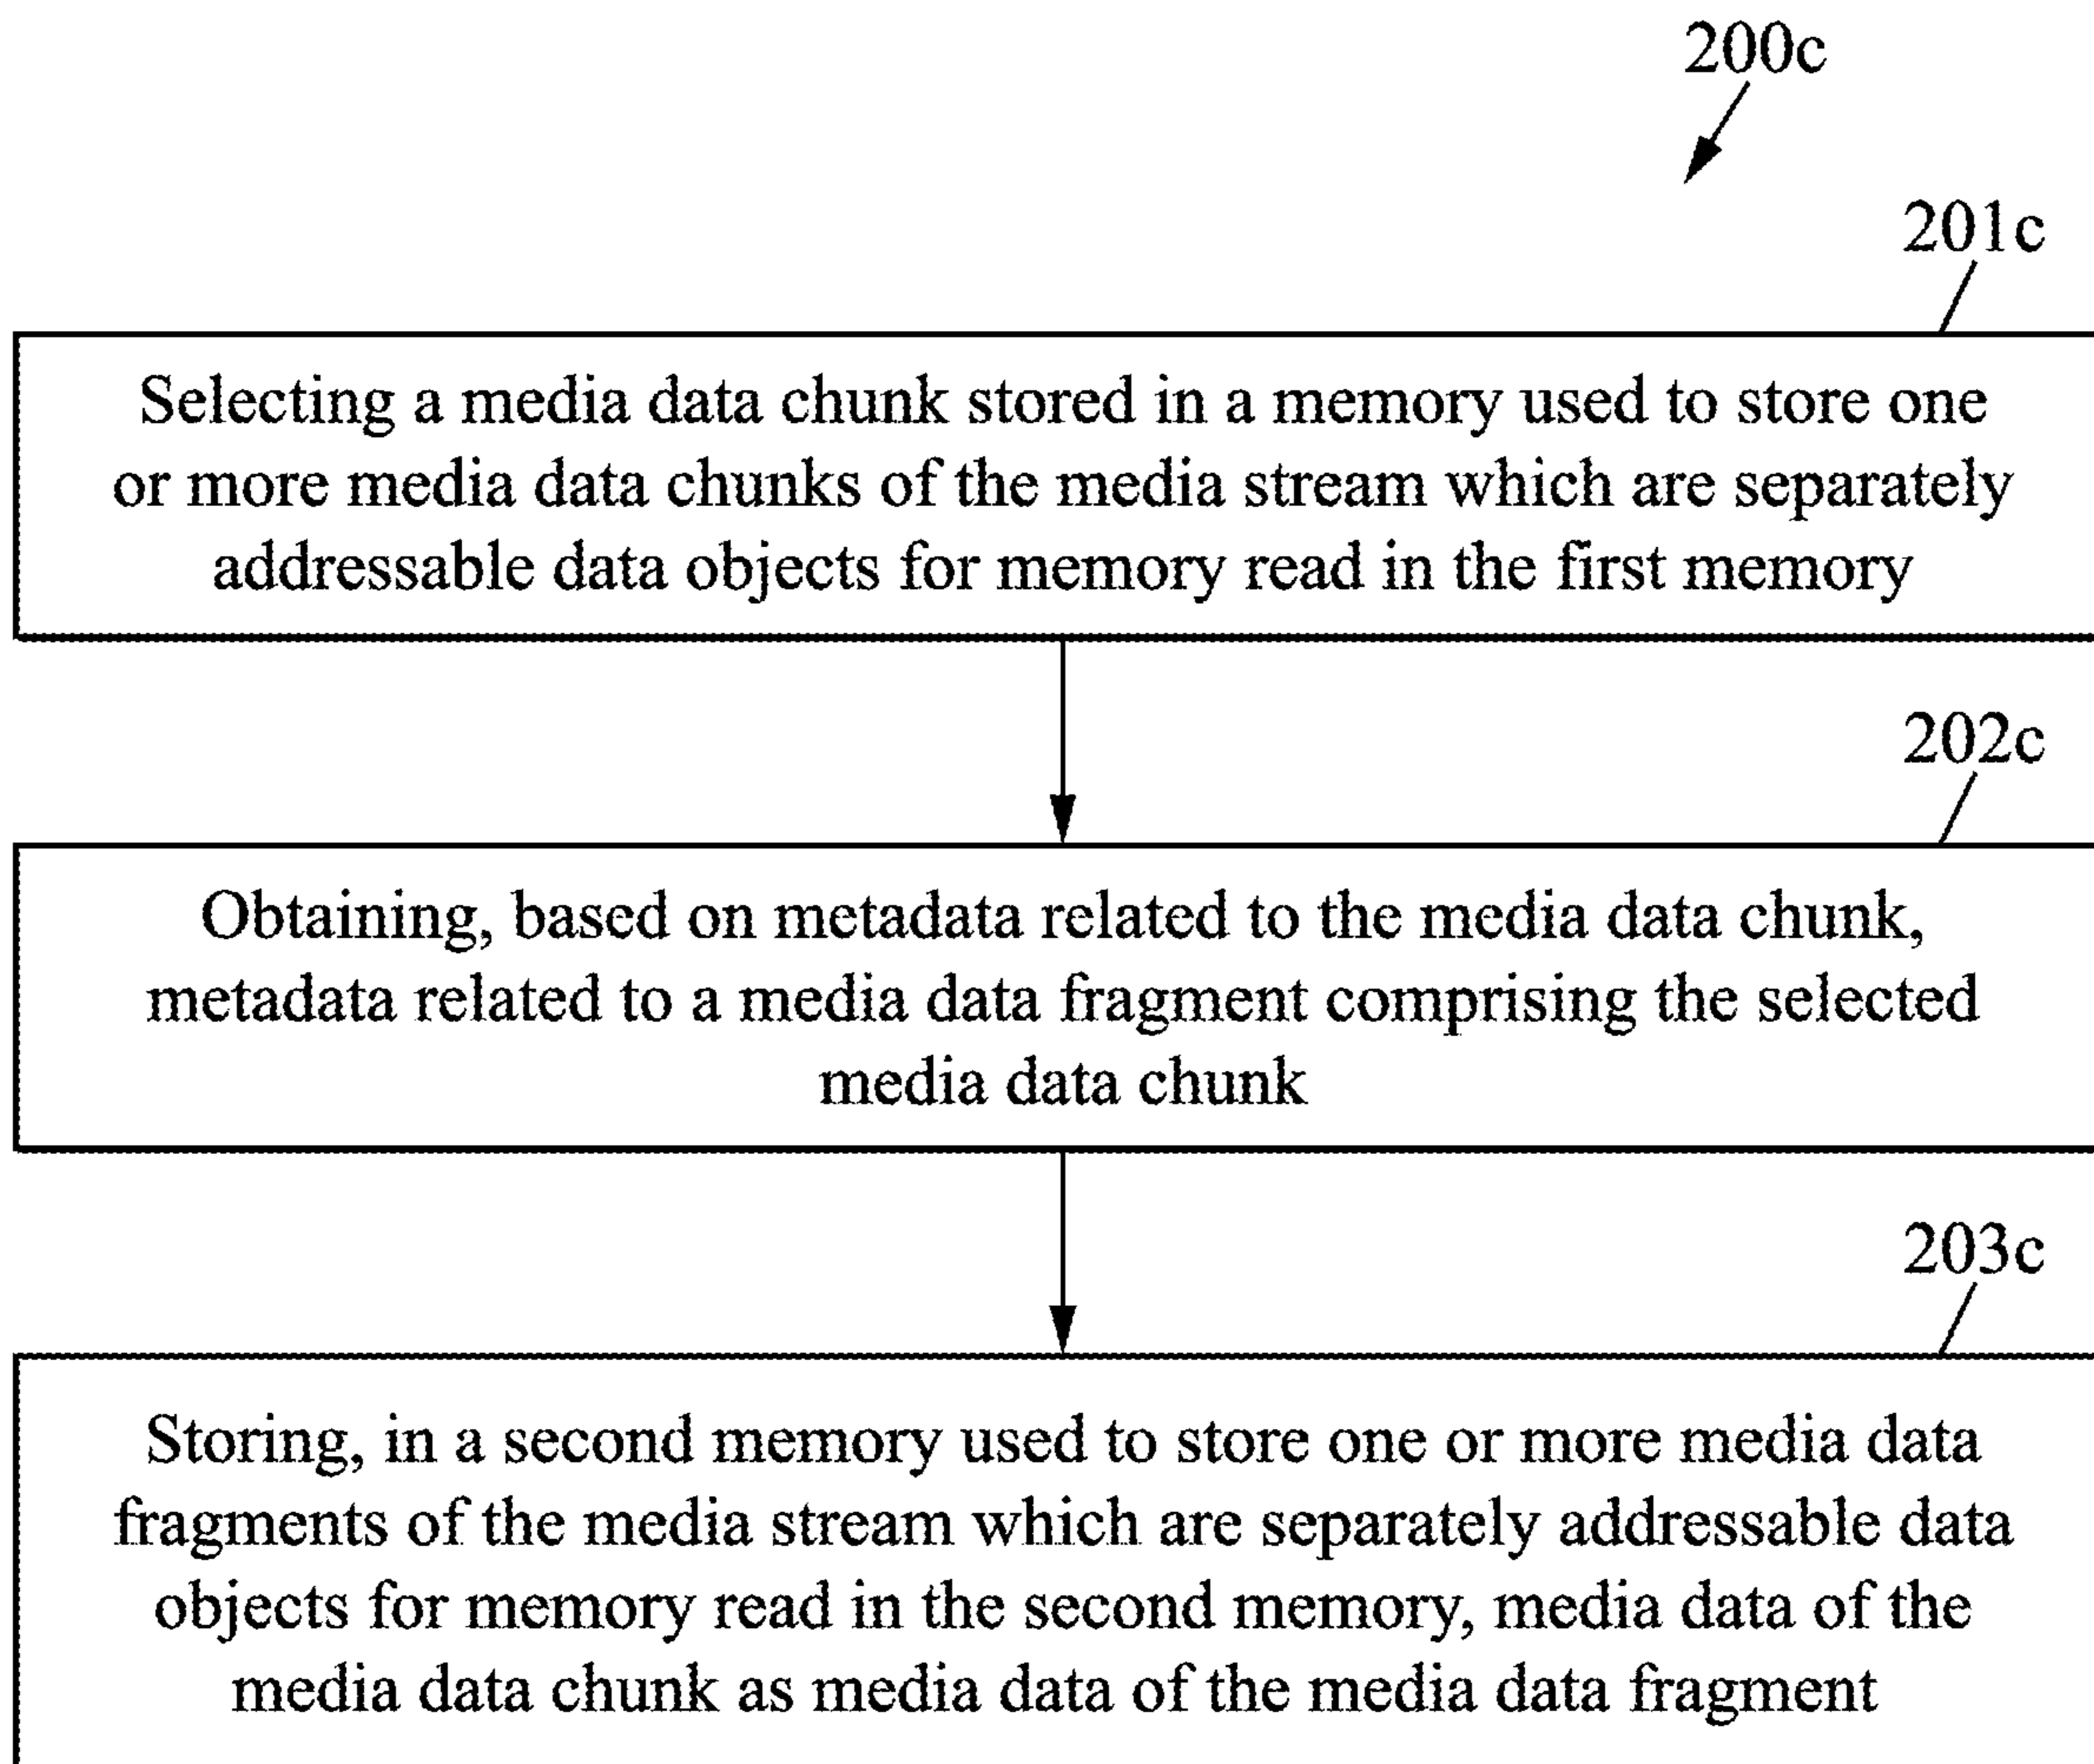 200c
201c
Selecting a media data chunk stored in a memory used to store one
or more media data chunks of the media stream which are separately
addressable data objects for memory read in the first memory
202c
Obtaining, based on metadata related to the media data chunk,
metadata related to a media data fragment comprising the selected
media data chunk
203c
Storing, in a second memory used to store one or more media data
fragments of the media stream which are separately addressable data
objects for memory read in the second memory, media data of the
media data chunk as media data of the media data fragment